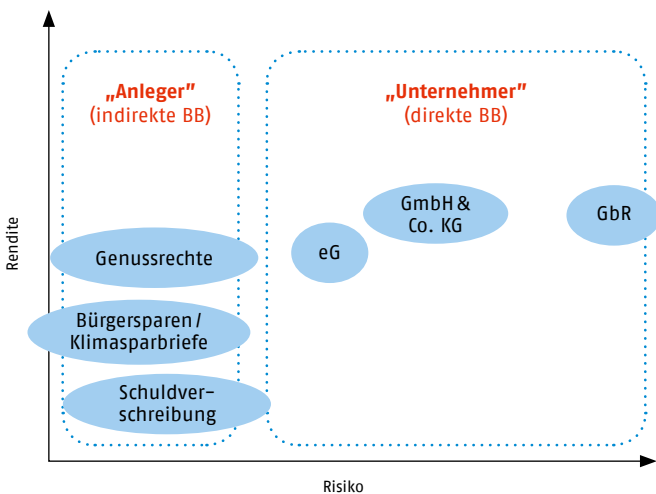 „Anleger”
(indirekte BB)
„Unternehmer”
(direkte BB)
Rendite
GmbH &
Co. KG
GbR
eG
Genussrechte
Bürgersparen /
Klimasparbriefe
Schuldver-
schreibung
Risiko